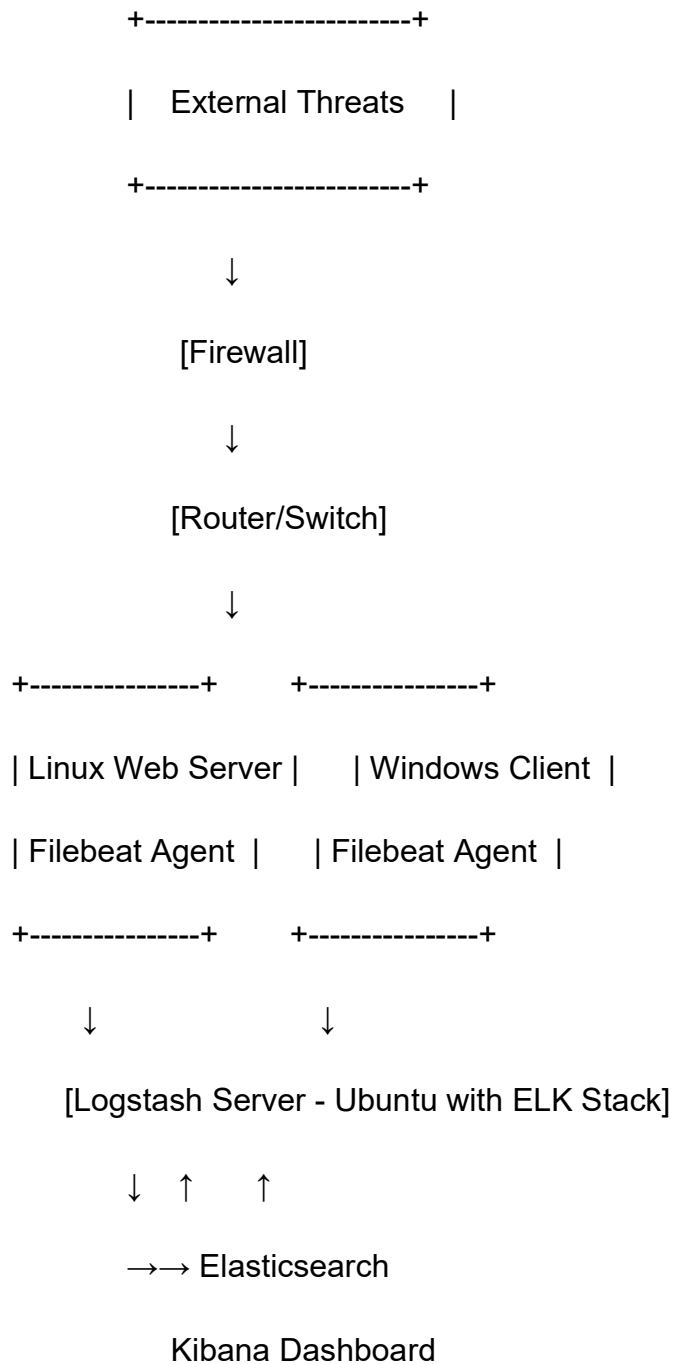 +-------------------------+
| External Threats |
+-------------------------+
↓
[Firewall]
↓
[Router/Switch]
↓
+----------------+ +----------------+
| Linux Web Server | | Windows Client |
| Filebeat Agent | | Filebeat Agent |
+----------------+ +----------------+
↓ ↓
[Logstash Server - Ubuntu with ELK Stack]
↓ ↑ ↑
→→ Elasticsearch
Kibana Dashboard